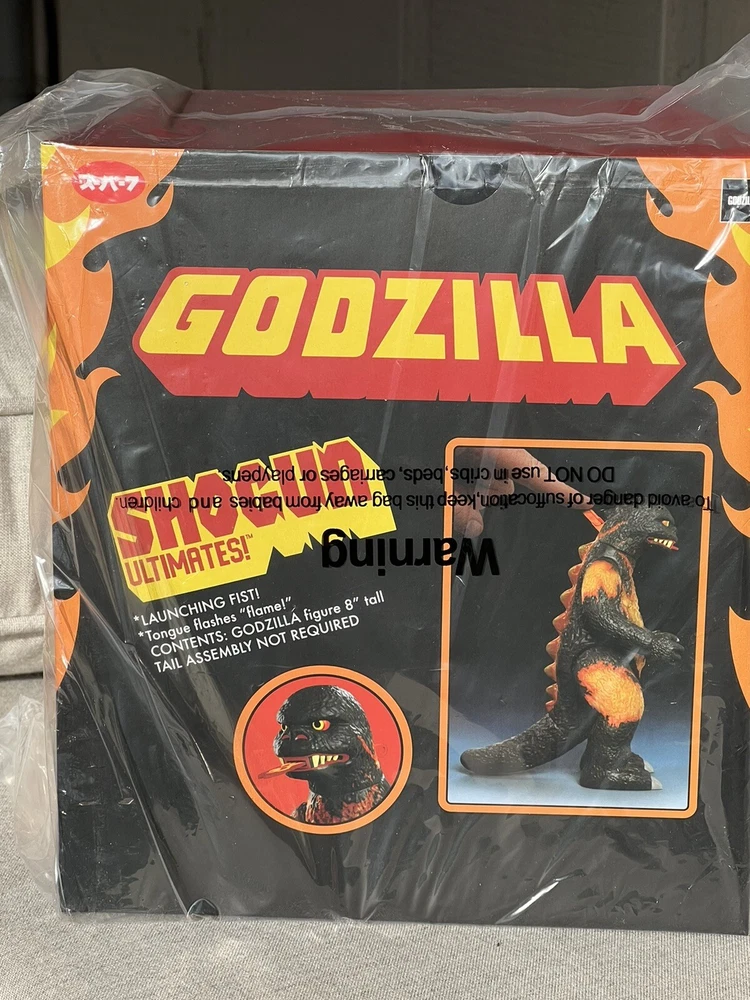 スーパー7
GODZILLA
SHOGUN
ULTIMATES!™
*LAUNCHING FIST!
*Tongue flashes "flame!"
CONTENTS: GODZILLA figure 8" tall
TAIL ASSEMBLY NOT REQUIRED
Warning
To avoid danger of suffocation, keep this bag away from babies and children.
DO NOT use in cribs, beds, carriages or playpens.